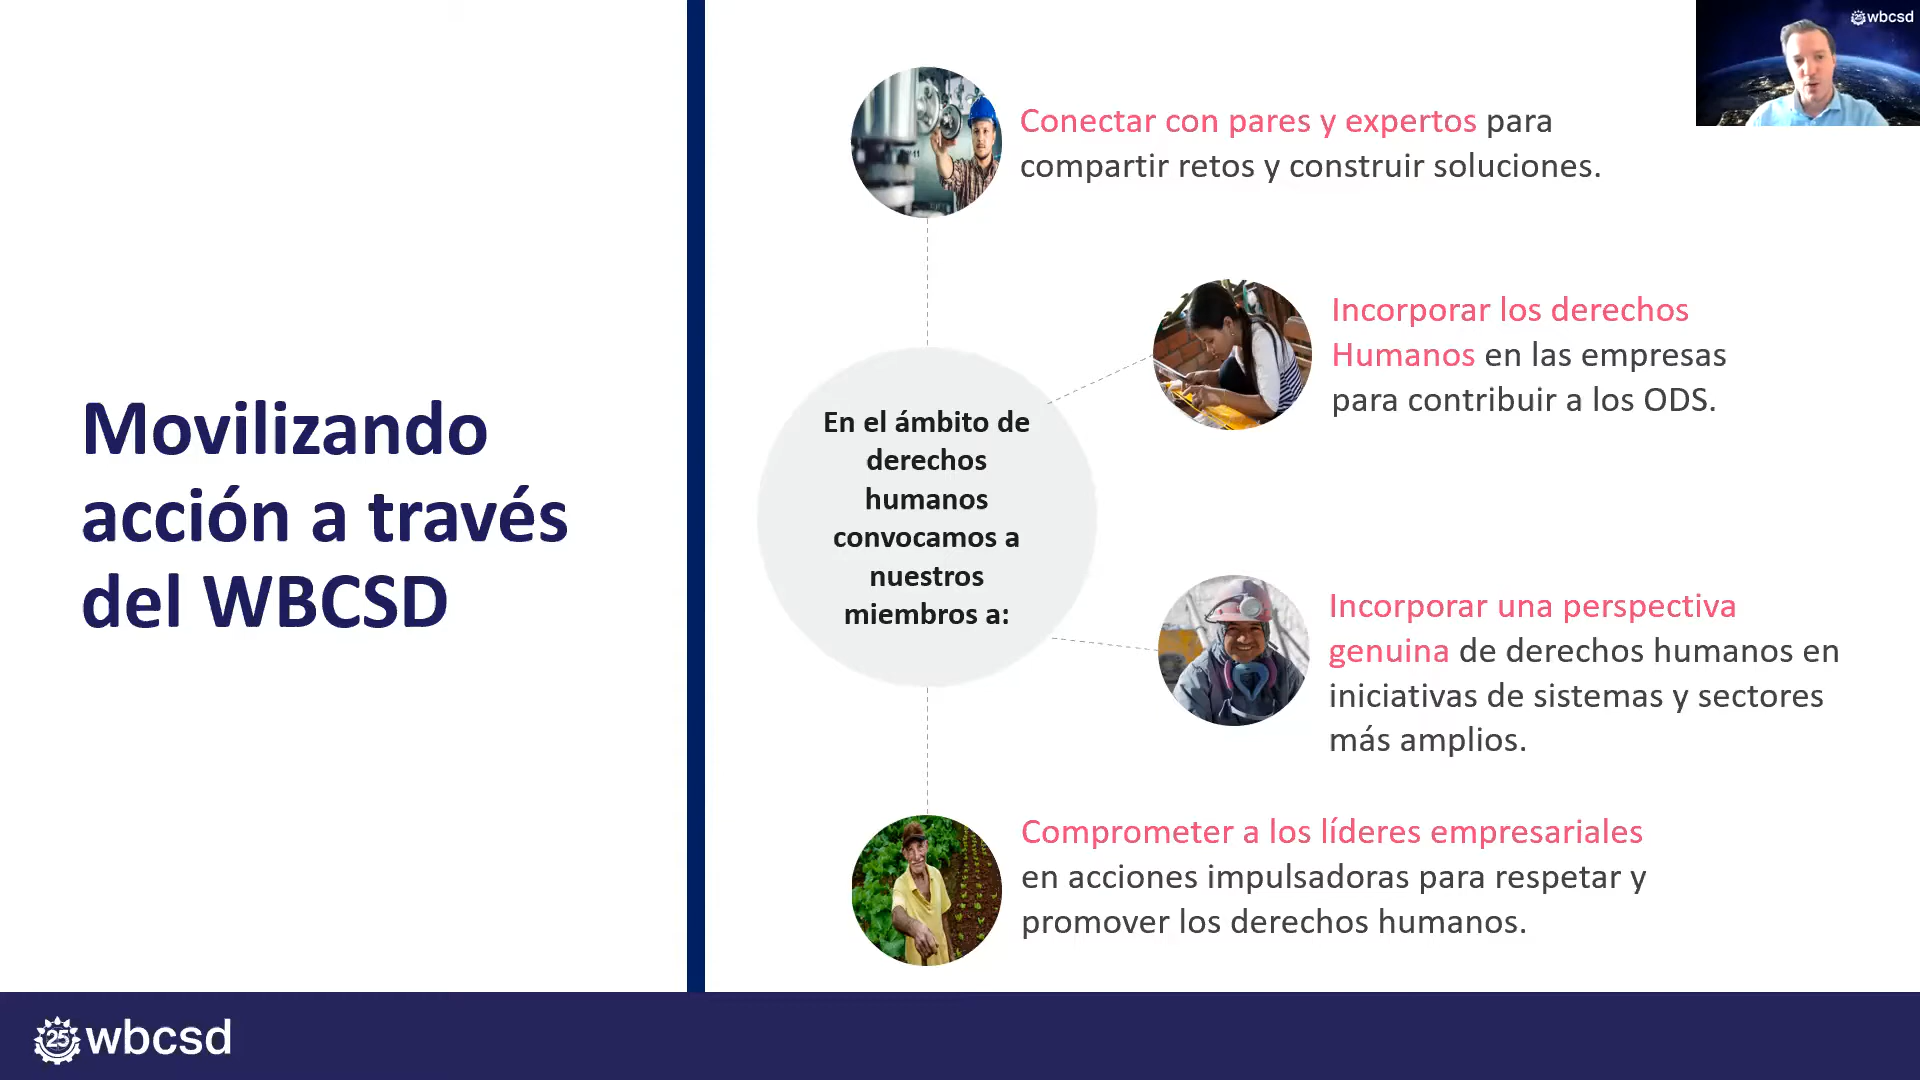 Movilizando
acción a través
del WBCSD
En el ámbito de
derechos
humanos
convocamos a
nuestros
miembros a:
Conectar con pares y expertos para
compartir retos y construir soluciones.
Incorporar los derechos
Humanos en las empresas
para contribuir a los ODS.
Incorporar una perspectiva
genuina de derechos humanos en
iniciativas de sistemas y sectores
más amplios.
Comprometer a los líderes empresariales
en acciones impulsadoras para respetar y
promover los derechos humanos.
wbcsd
25 wbcsd